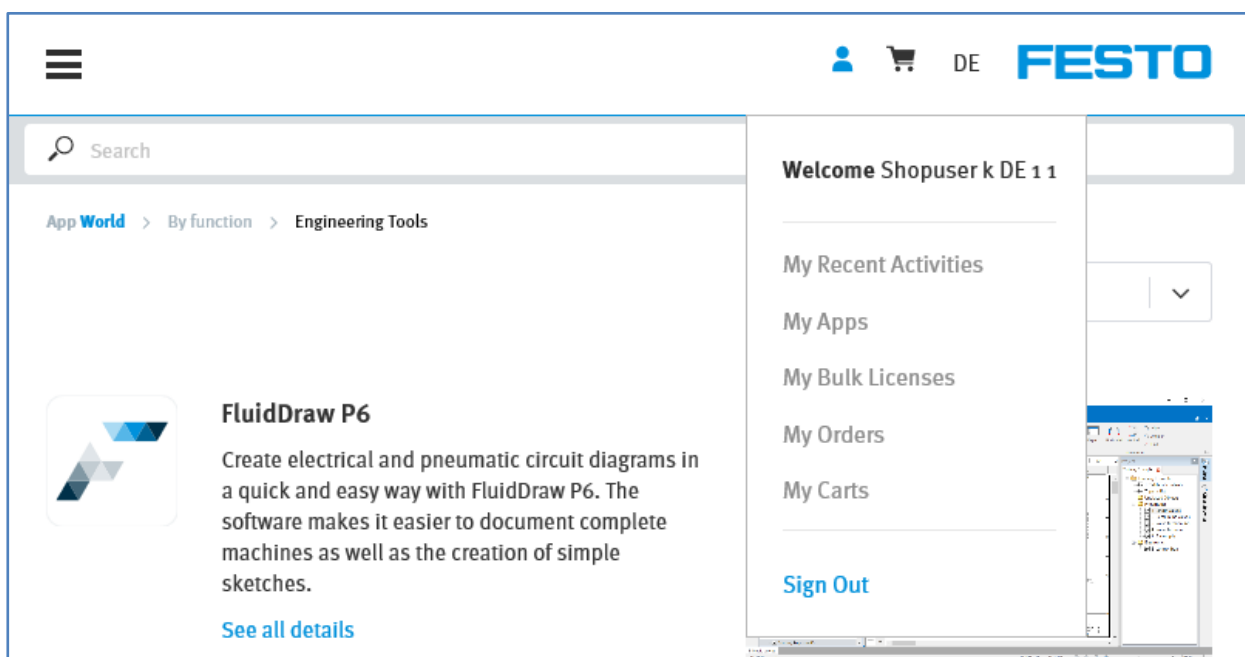 DE FESTO
Search
Welcome Shopuser k DE 1 1
App World > By function > Engineering Tools
My Recent Activities
My Apps
My Bulk Licenses
My Orders
My Carts
Sign Out
FluidDraw P6
Create electrical and pneumatic circuit diagrams in
a quick and easy way with FluidDraw P6. The
software makes it easier to document complete
machines as well as the creation of simple
sketches.
See all details